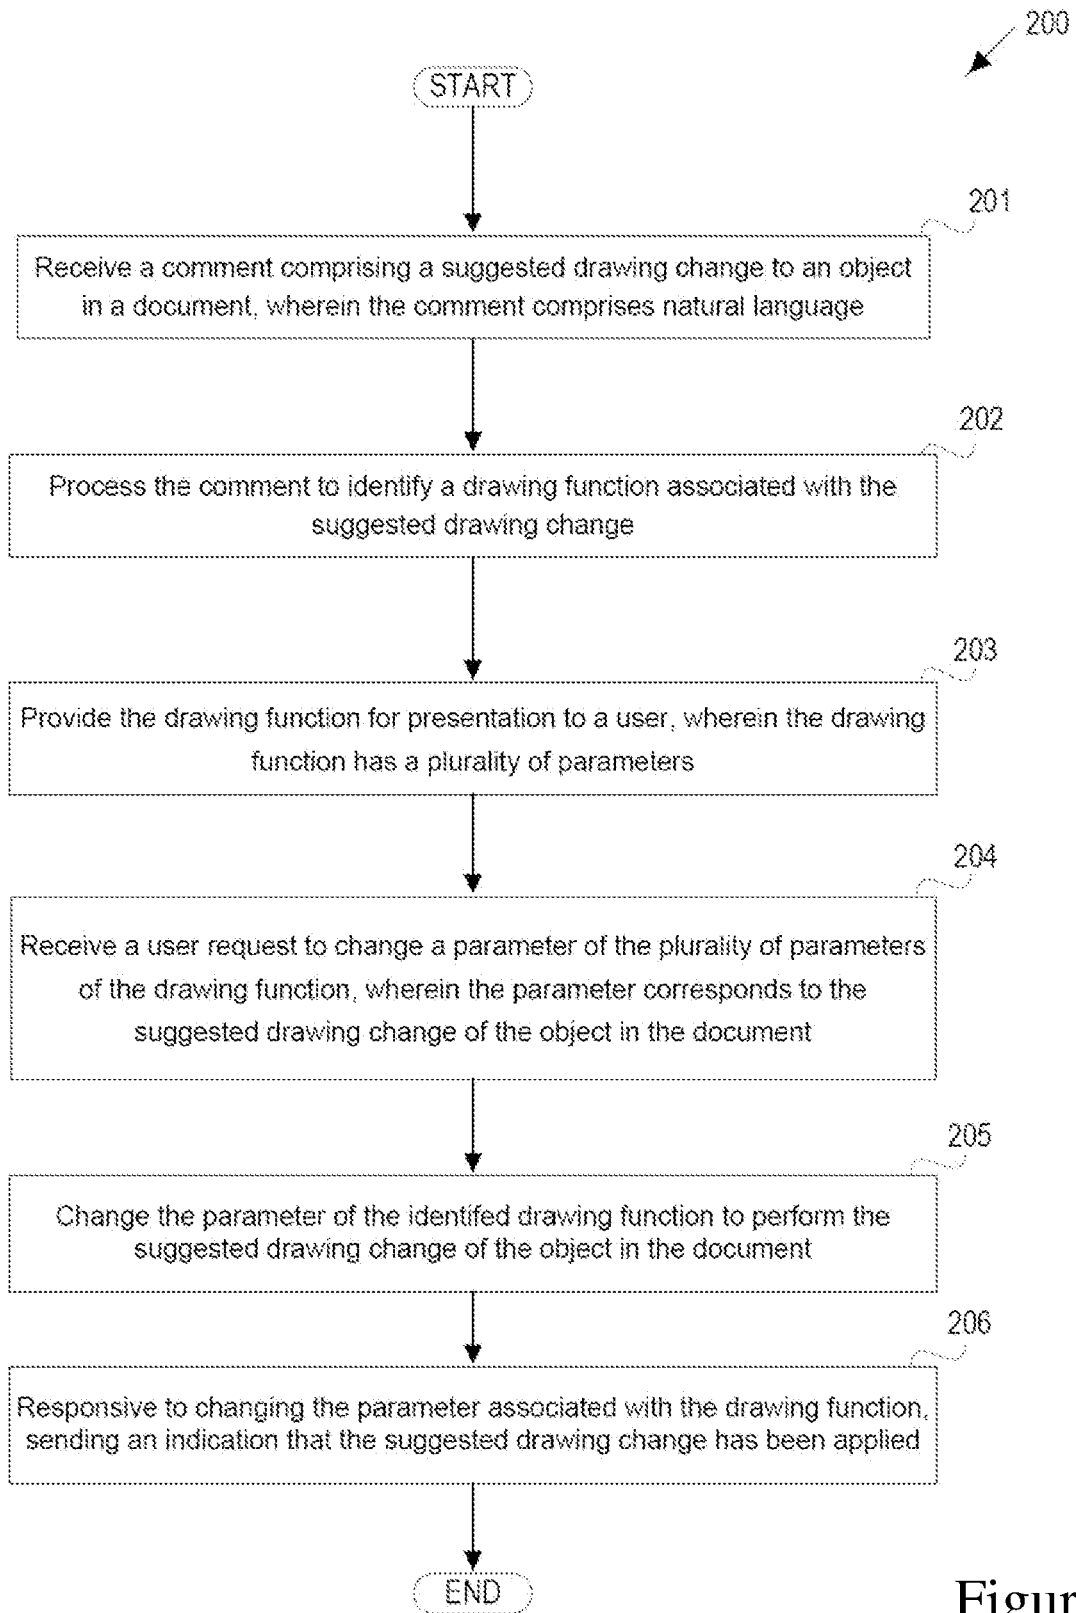 200
START
201
Receive a comment comprising a suggested drawing change to an object
in a document, wherein the comment comprises natural language
202
Process the comment to identify a drawing function associated with the
suggested drawing change
203
Provide the drawing function for presentation to a user, wherein the drawing
function has a plurality of parameters
204
Receive a user request to change a parameter of the plurality of parameters
of the drawing function, wherein the parameter corresponds to the
suggested drawing change of the object in the document
205
Change the parameter of the identifed drawing function to perform the
suggested drawing change of the object in the document
206
Responsive to changing the parameter associated with the drawing function,
sending an indication that the suggested drawing change has been applied
END
Figur